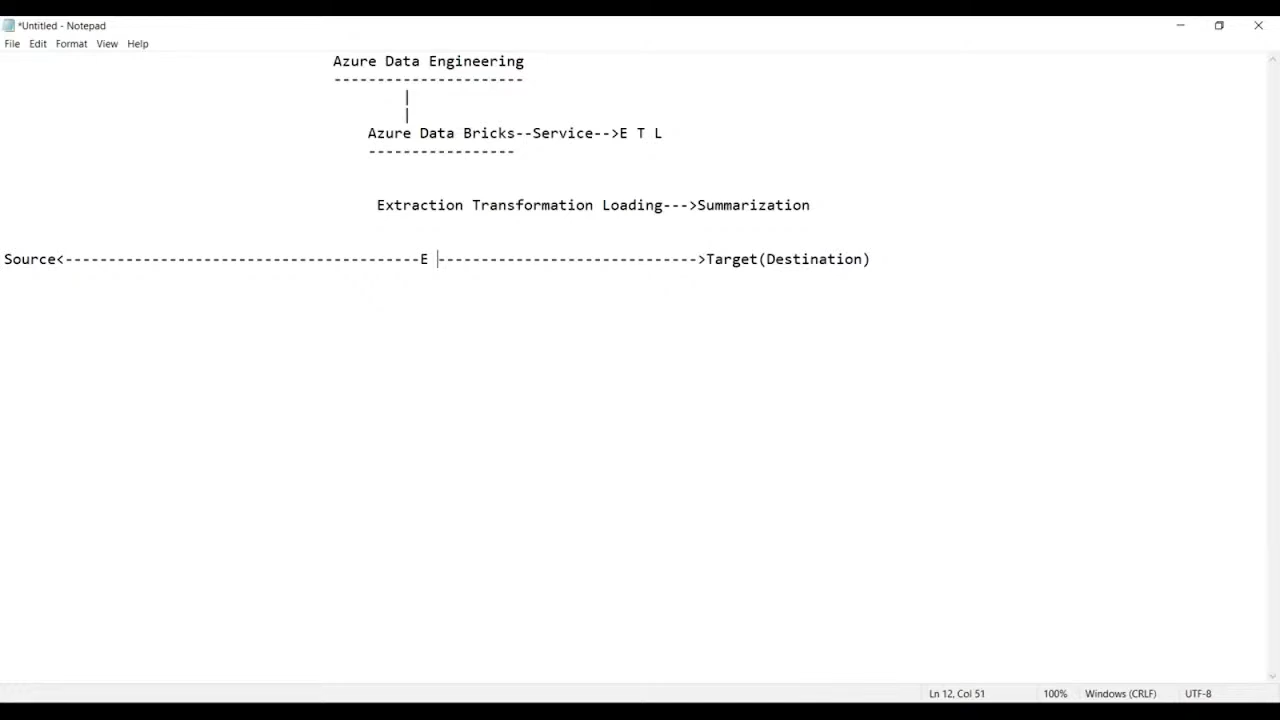 *Untitled - Notepad
File Edit Format View Help
Azure Data Engineering
----------------------
|
|
Azure Data Bricks--Service-->E T L
-----------------
Extraction Transformation Loading--->Summarization
Source<-----------------------------------------E ------------------------------>Target(Destination)
Ln 12, Col 51 100% Windows (CRLF) UTF-8